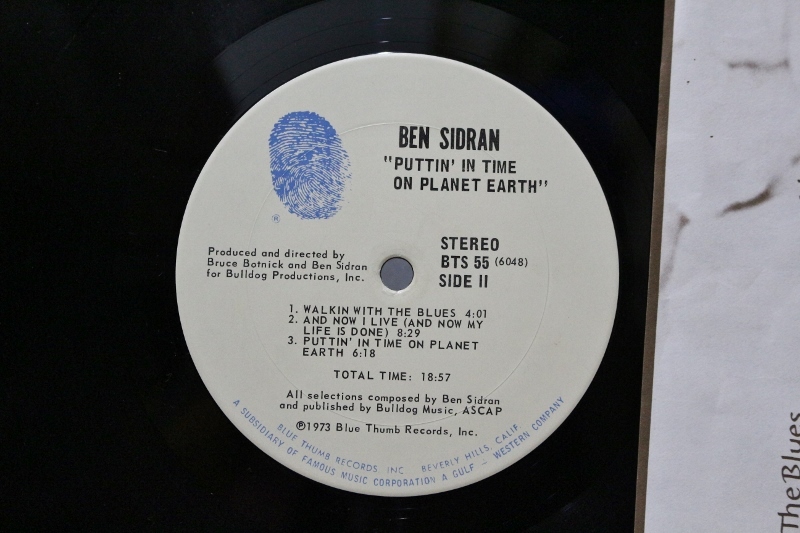 BEN SIDRAN
"PUTTIN' IN TIME
ON PLANET EARTH"
®
Produced and directed by
Bruce Botnick and Ben Sidran
for Bulldog Productions, Inc.
STEREO
BTS 55 (6048)
SIDE II
1. WALKIN WITH THE BLUES 4:01
2. AND NOW I LIVE (AND NOW MY
LIFE IS DONE) 8:29
3. PUTTIN' IN TIME ON PLANET
EARTH 6:18
TOTAL TIME: 18:57
All selections composed by Ben Sidran
and published by Bulldog Music, ASCAP
℗1973 Blue Thumb Records, Inc.
BLUE THUMB RECORDS, INC BEVERLY HILLS, CALIF.
A SUBSIDIARY OF FAMOUS MUSIC CORPORATION A GULF – WESTERN COMPANY
The Blues